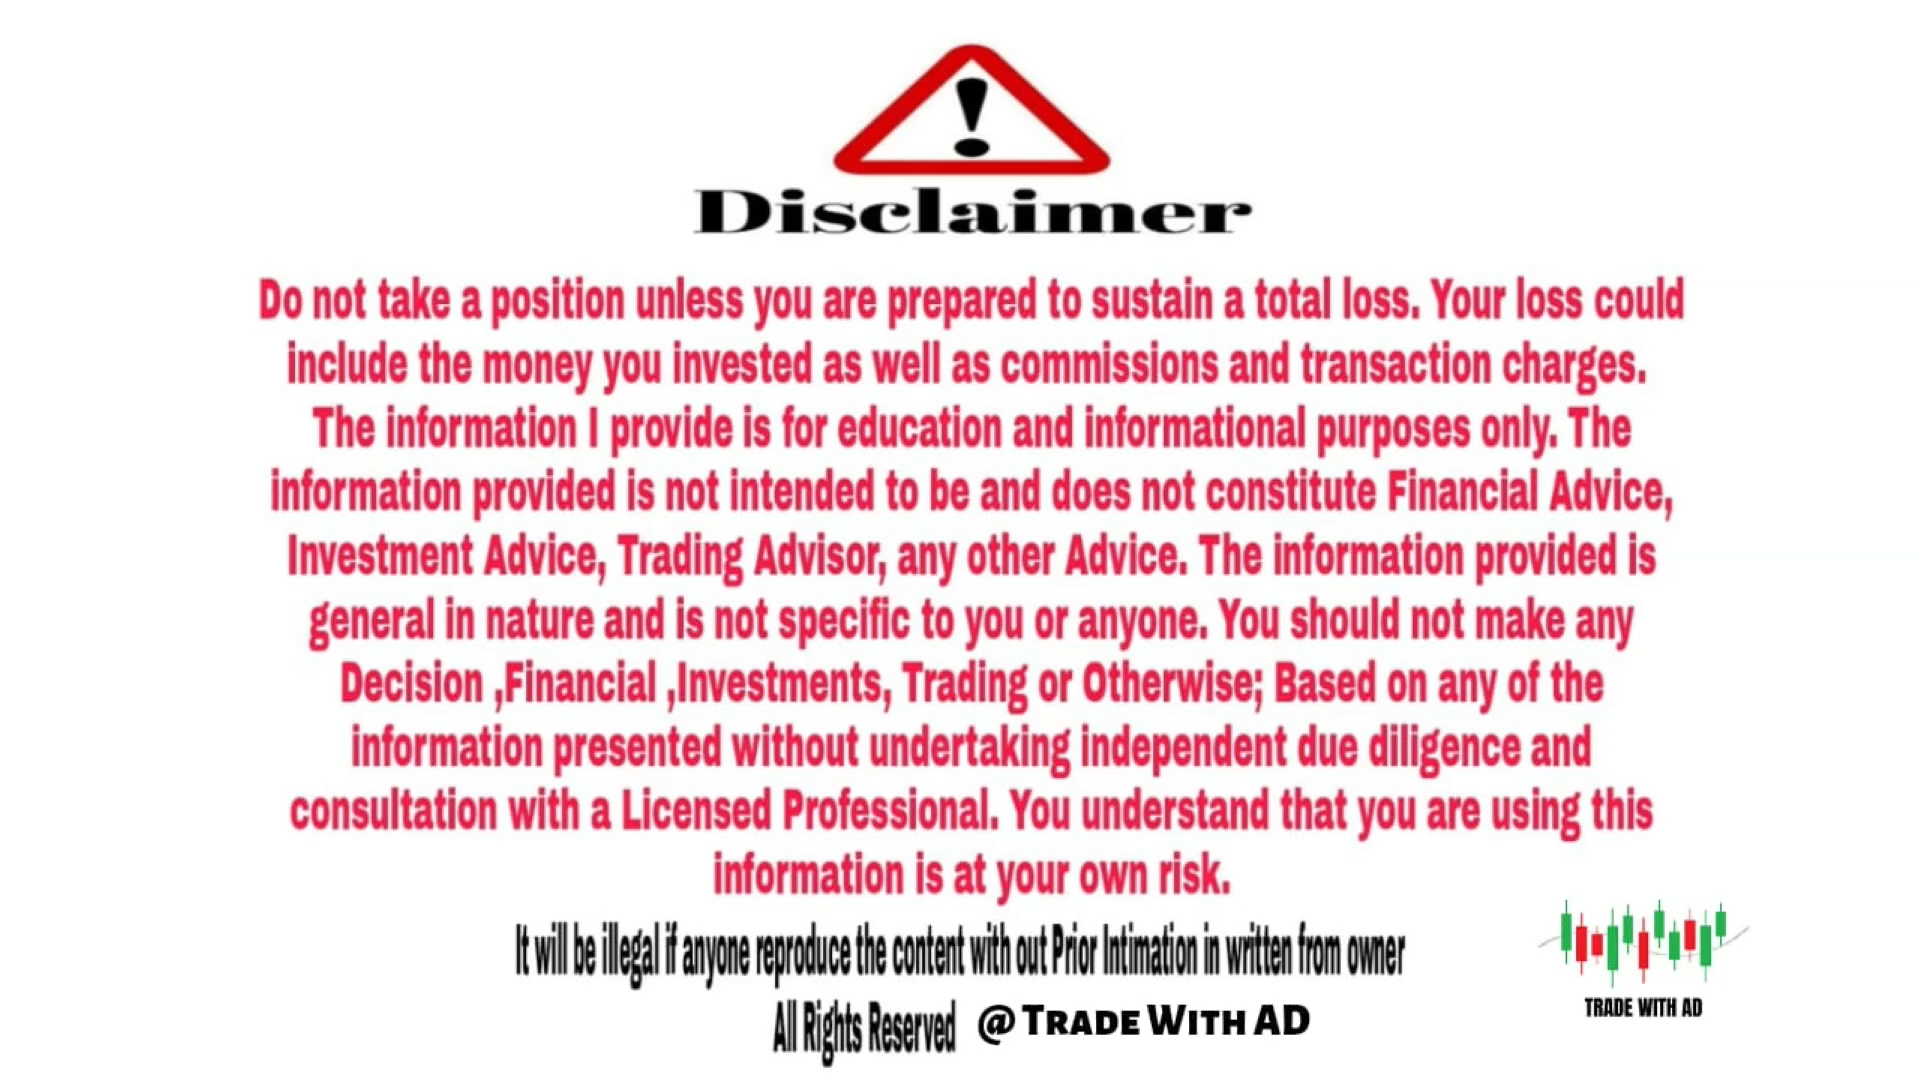 !
Disclaimer
Do not take a position unless you are prepared to sustain a total loss. Your loss could
include the money you invested as well as commissions and transaction charges.
The information I provide is for education and informational purposes only. The
information provided is not intended to be and does not constitute Financial Advice,
Investment Advice, Trading Advisor, any other Advice. The information provided is
general in nature and is not specific to you or anyone. You should not make any
Decision ,Financial ,Investments, Trading or Otherwise; Based on any of the
information presented without undertaking independent due diligence and
consultation with a Licensed Professional. You understand that you are using this
information is at your own risk.
It will be illegal if anyone reproduce the content with out Prior Intimation in written from owner
All Rights Reserved @ Trade With AD
TRADE WITH AD